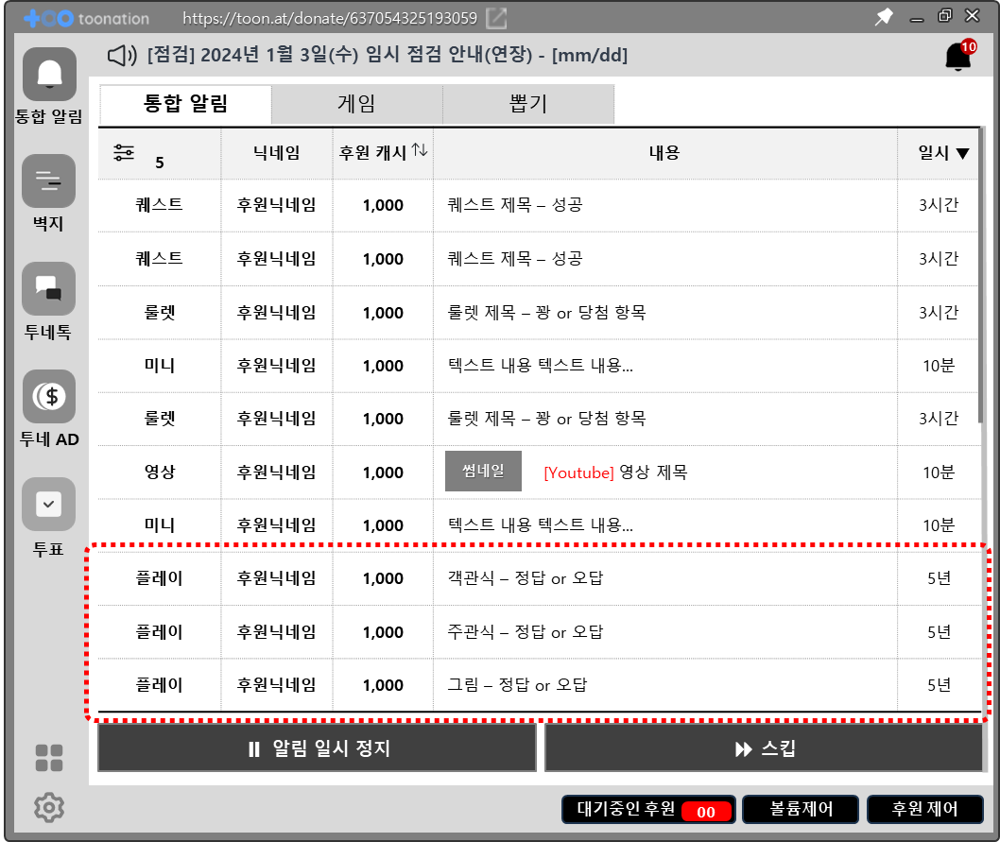 toonation https://toon.at/donate/637054325193059
[점검] 2024년 1월 3일(수) 임시 점검 안내(연장) - [mm/dd] 10
통합 알림
벽지
투네톡
투네 AD
투표
통합 알림 게임 뽑기
5 닉네임 후원 캐시↑↓ 내용 일시 ▼
퀘스트 후원닉네임 1,000 퀘스트 제목 – 성공 3시간
퀘스트 후원닉네임 1,000 퀘스트 제목 – 성공 3시간
룰렛 후원닉네임 1,000 룰렛 제목 – 꽝 or 당첨 항목 3시간
미니 후원닉네임 1,000 텍스트 내용 텍스트 내용... 10분
룰렛 후원닉네임 1,000 룰렛 제목 – 꽝 or 당첨 항목 3시간
영상 후원닉네임 1,000 썸네일 [Youtube] 영상 제목 10분
미니 후원닉네임 1,000 텍스트 내용 텍스트 내용... 10분
플레이 후원닉네임 1,000 객관식 – 정답 or 오답 5년
플레이 후원닉네임 1,000 주관식 – 정답 or 오답 5년
플레이 후원닉네임 1,000 그림 – 정답 or 오답 5년
알림 일시 정지 스킵
대기중인 후원 00 볼륨제어 후원 제어